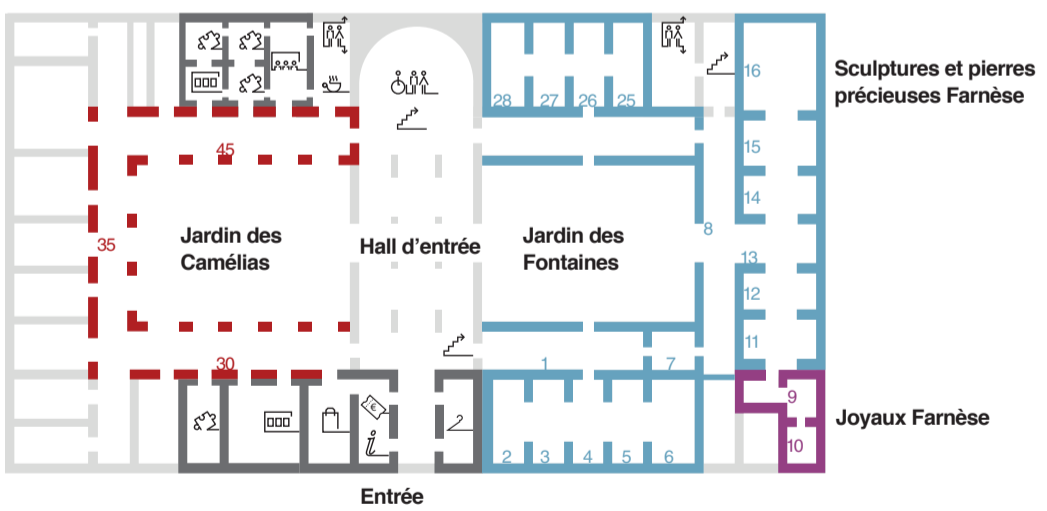 28 27 26 25
16
Sculptures et pierres
précieuses Farnèse
45
15
14
35
Jardin des
Camélias
Hall d'entrée
Jardin des
Fontaines
8
13
12
11
30
1
7
€
i
9
Joyaux Farnèse
10
2 3 4 5 6
Entrée